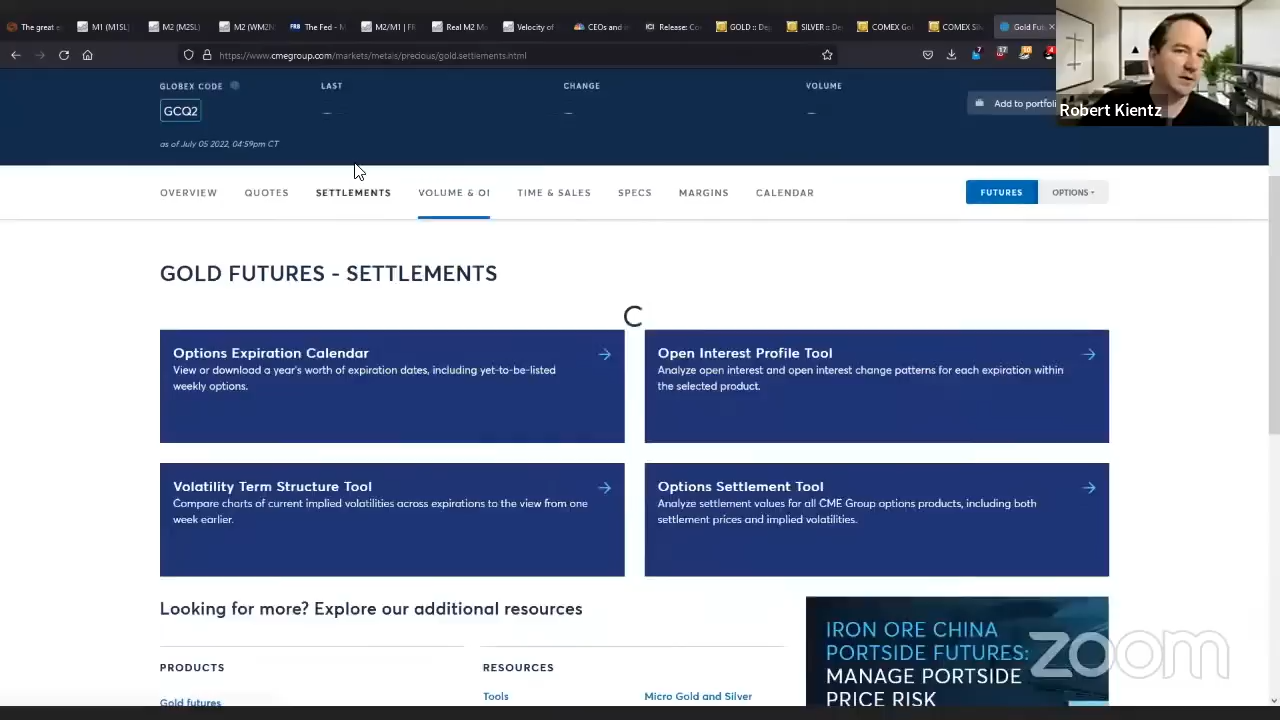 The great
M1 (M1SL)
M2 (M2SL)
M2 (WM2N
The Fed -
M2/M1 | FR
Real M2 Mo
Velocity of
CEOs and i
Release: Co
GOLD :: De
SILVER :: De
COMEX Go
COMEX Si
Gold Fut
https://www.cmegroup.com/markets/metals/precious/gold.settlements.html
GLOBEX CODE
LAST
CHANGE
VOLUME
GCQ2
Add to portfoli
Robert Kientz
as of July 05 2022, 04:59pm CT
OVERVIEW
QUOTES
SETTLEMENTS
VOLUME & OI
TIME & SALES
SPECS
MARGINS
CALENDAR
FUTURES
OPTIONS
GOLD FUTURES - SETTLEMENTS
Options Expiration Calendar
View or download a year's worth of expiration dates, including yet-to-be-listed
weekly options.
Open Interest Profile Tool
Analyze open interest and open interest change patterns for each expiration within
the selected product.
Volatility Term Structure Tool
Compare charts of current implied volatilities across expirations to the view from one
week earlier.
Options Settlement Tool
Analyze settlement values for all CME Group options products, including both
settlement prices and implied volatilities.
Looking for more? Explore our additional resources
PRODUCTS
Gold futures
RESOURCES
Tools
Micro Gold and Silver
IRON ORE CHINA
PORTSIDE FUTURES:
MANAGE PORTSIDE
PRICE RISK
zoom